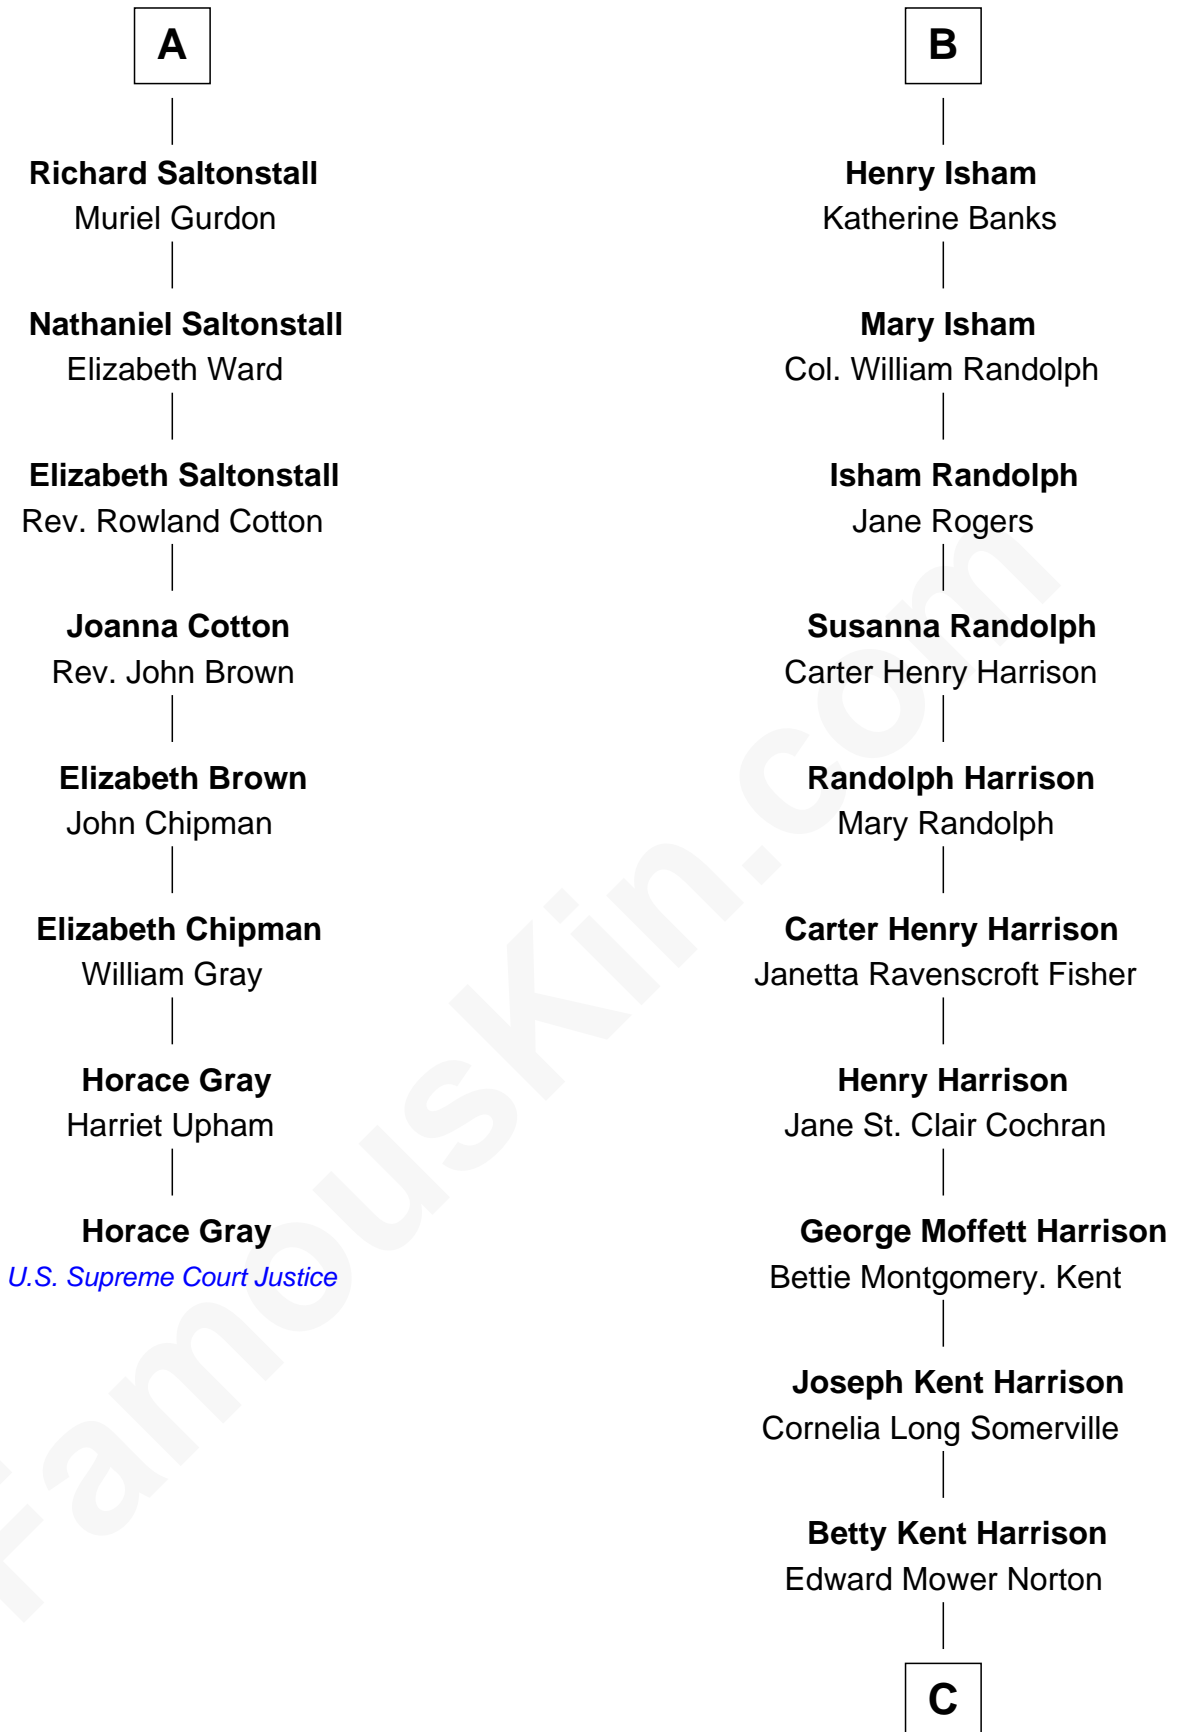 A
Richard Saltonstall
Muriel Gurdon
Nathaniel Saltonstall
Elizabeth Ward
Elizabeth Saltonstall
Rev. Rowland Cotton
Joanna Cotton
Rev. John Brown
Elizabeth Brown
John Chipman
Elizabeth Chipman
William Gray
Horace Gray
Harriet Upham
Horace Gray
U.S. Supreme Court Justice
B
Henry Isham
Katherine Banks
Mary Isham
Col. William Randolph
Isham Randolph
Jane Rogers
Susanna Randolph
Carter Henry Harrison
Randolph Harrison
Mary Randolph
Carter Henry Harrison
Janetta Ravenscroft Fisher
Henry Harrison
Jane St. Clair Cochran
George Moffett Harrison
Bettie Montgomery. Kent
Joseph Kent Harrison
Cornelia Long Somerville
Betty Kent Harrison
Edward Mower Norton
C
FamousKin.com